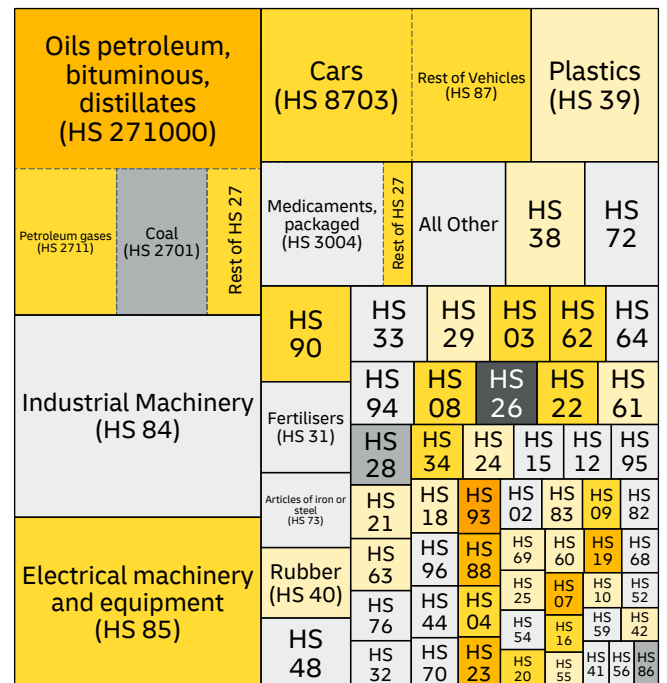 Oils petroleum,
bituminous,
distillates
(HS 271000)
Cars
(HS 8703)
Rest of Vehicles
(HS 87)
Plastics
(HS 39)
Petroleum gases
(HS 2711)
Coal
(HS 2701)
Rest of HS 27
Medicaments,
packaged
(HS 3004)
Rest of HS 27
All Other
HS
38
HS
72
Industrial Machinery
(HS 84)
Electrical machinery
and equipment
(HS 85)
HS
90
Fertilisers
(HS 31)
Articles of iron or
steel
(HS 73)
Rubber
(HS 40)
HS
48
HS
33
HS
29
HS
03
HS
62
HS
64
HS
94
HS
08
HS
26
HS
22
HS
61
HS
28
HS
34
HS
24
HS
15
HS
12
HS
95
HS
21
HS
18
HS
93
HS
02
HS
83
HS
09
HS
82
HS
63
HS
96
HS
88
HS
69
HS
60
HS
19
HS
68
HS
76
HS
44
HS
04
HS
25
HS
07
HS
10
HS
52
HS
54
HS
16
HS
59
HS
42
HS
32
HS
70
HS
23
HS
20
HS
55
HS
41
HS
56
HS
86